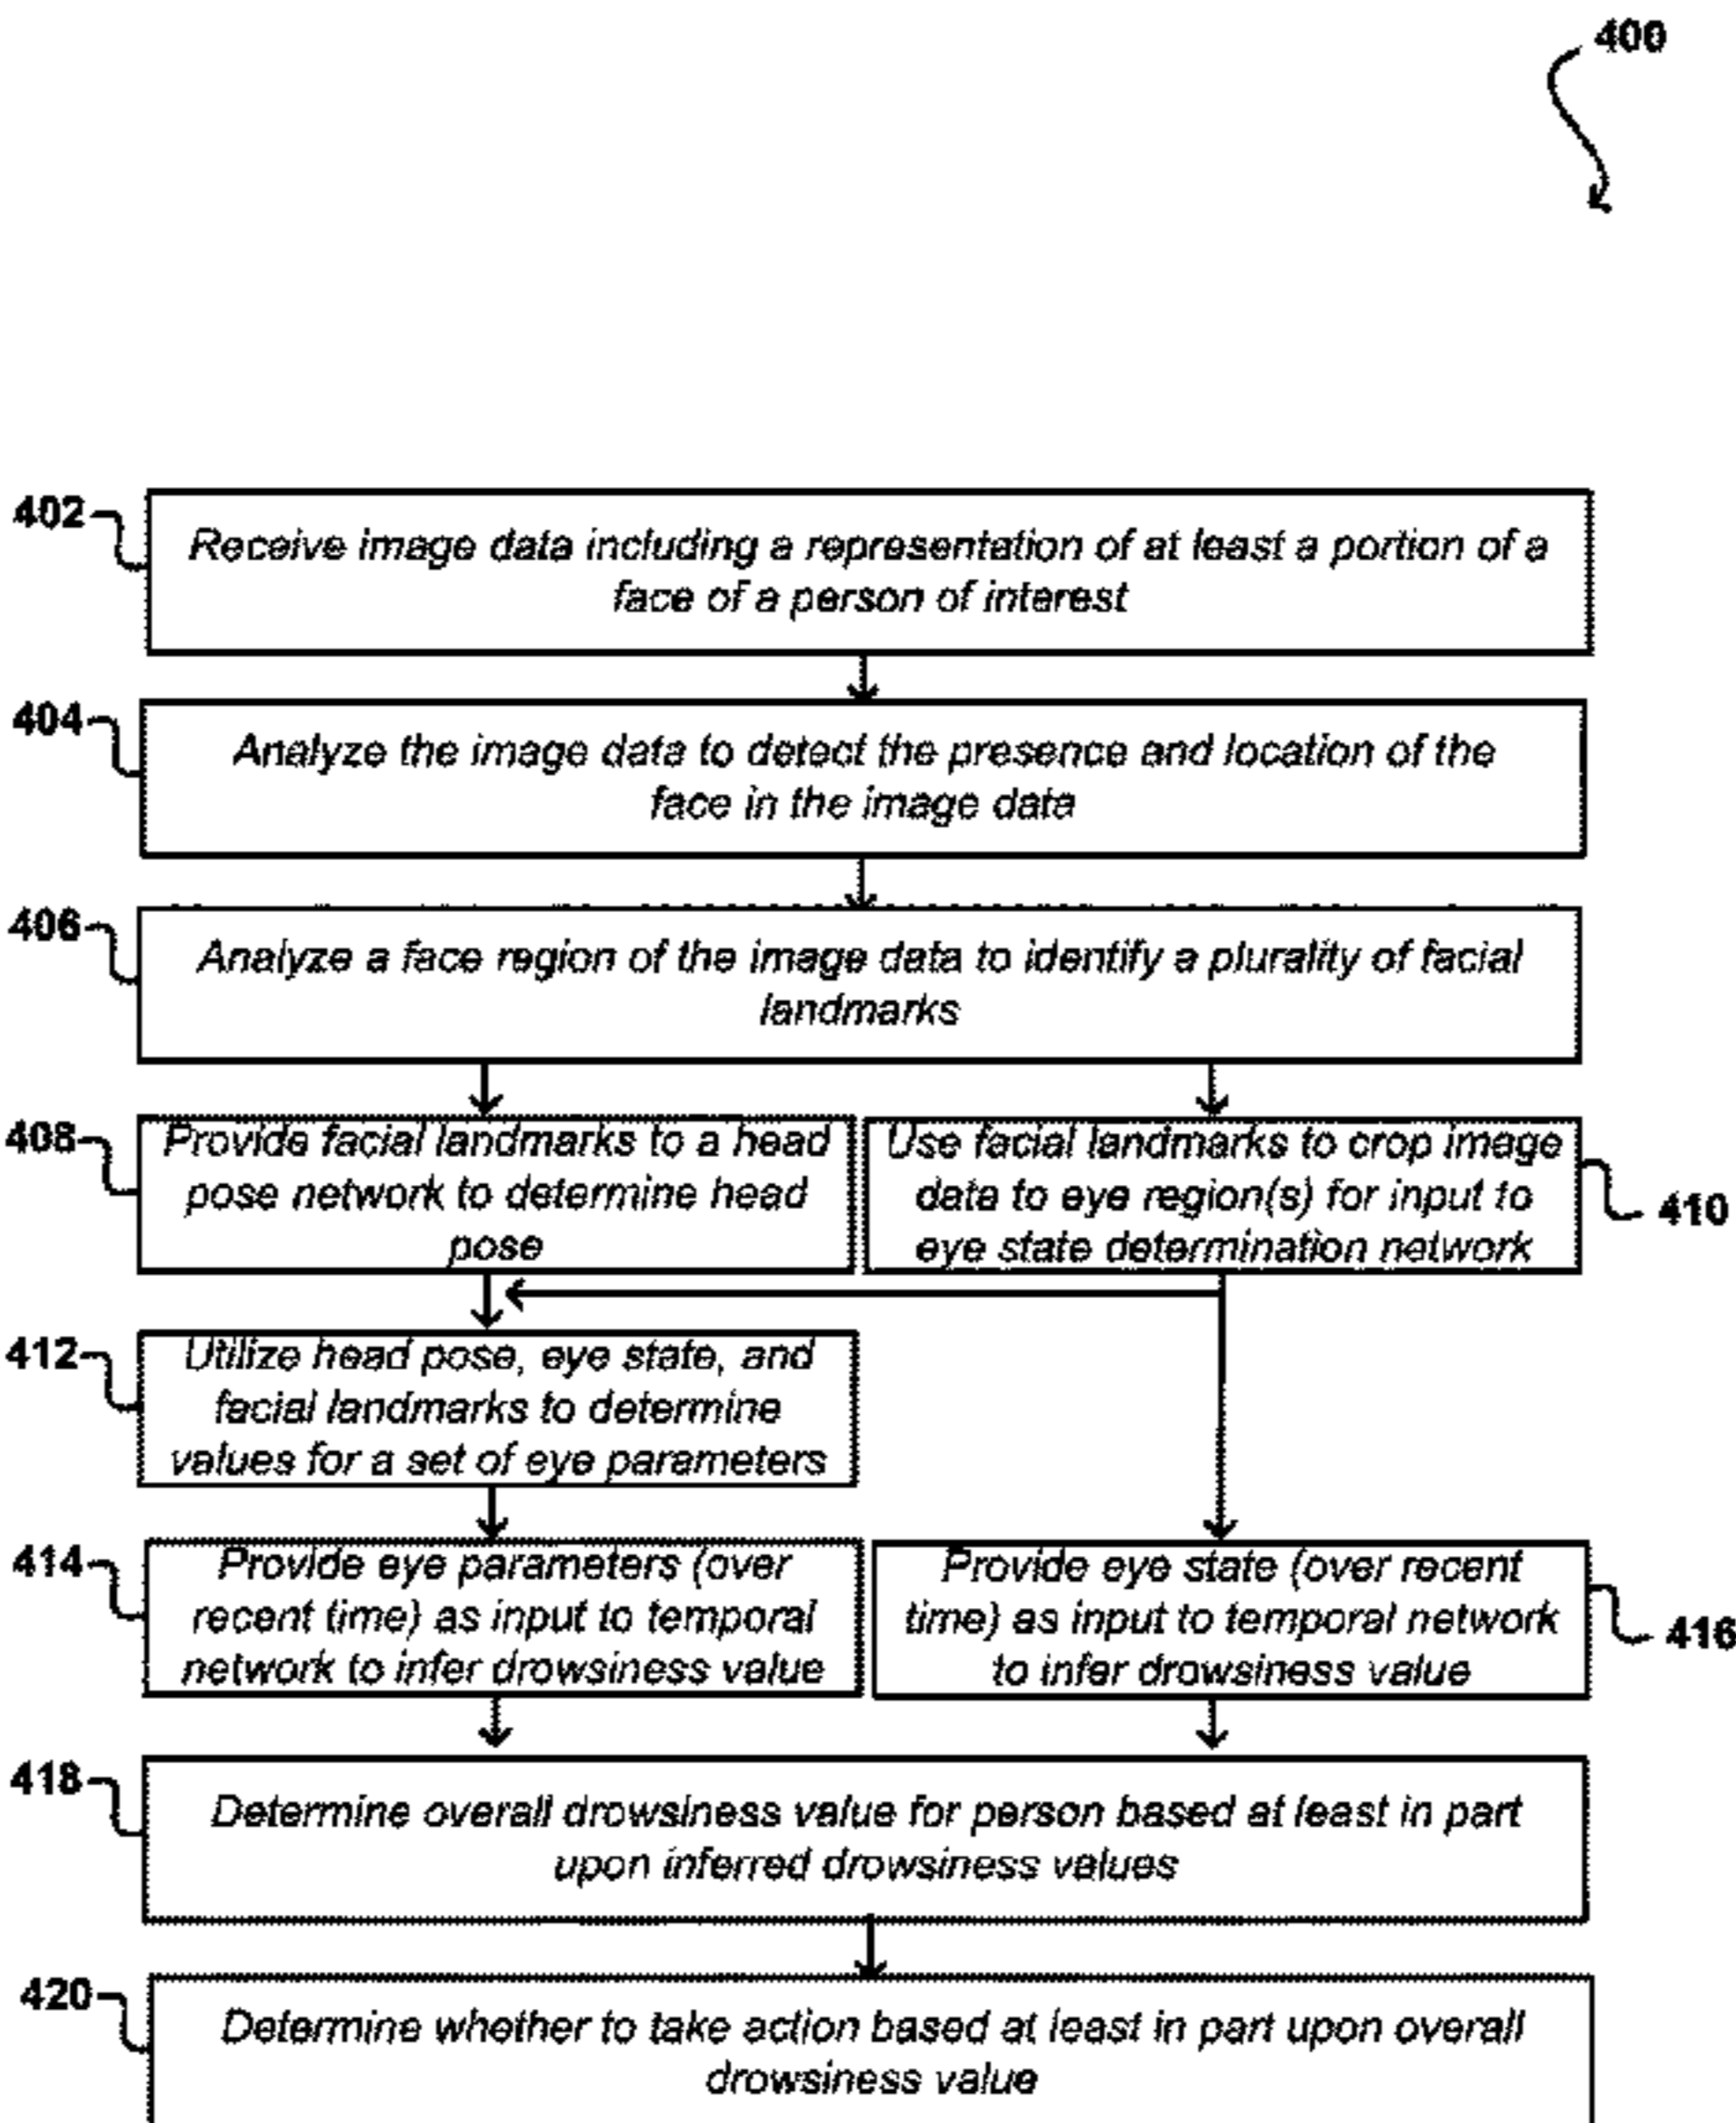 400
402
Receive image data including a representation of at least a portion of a
face of a person of interest
404
Analyze the image data to detect the presence and location of the
face in the image data
406
Analyze a face region of the image data to identify a plurality of facial
landmarks
408
Provide facial landmarks to a head
pose network to determine head
pose
Use facial landmarks to crop image
data to eye region(s) for input to
eye state determination network
410
412
Utilize head pose, eye state, and
facial landmarks to determine
values for a set of eye parameters
414
Provide eye parameters (over
recent time) as input to temporal
network to infer drowsiness value
Provide eye state (over recent
time) as input to temporal network
to infer drowsiness value
416
418
Determine overall drowsiness value for person based at least in part
upon inferred drowsiness values
420
Determine whether to take action based at least in part upon overall
drowsiness value